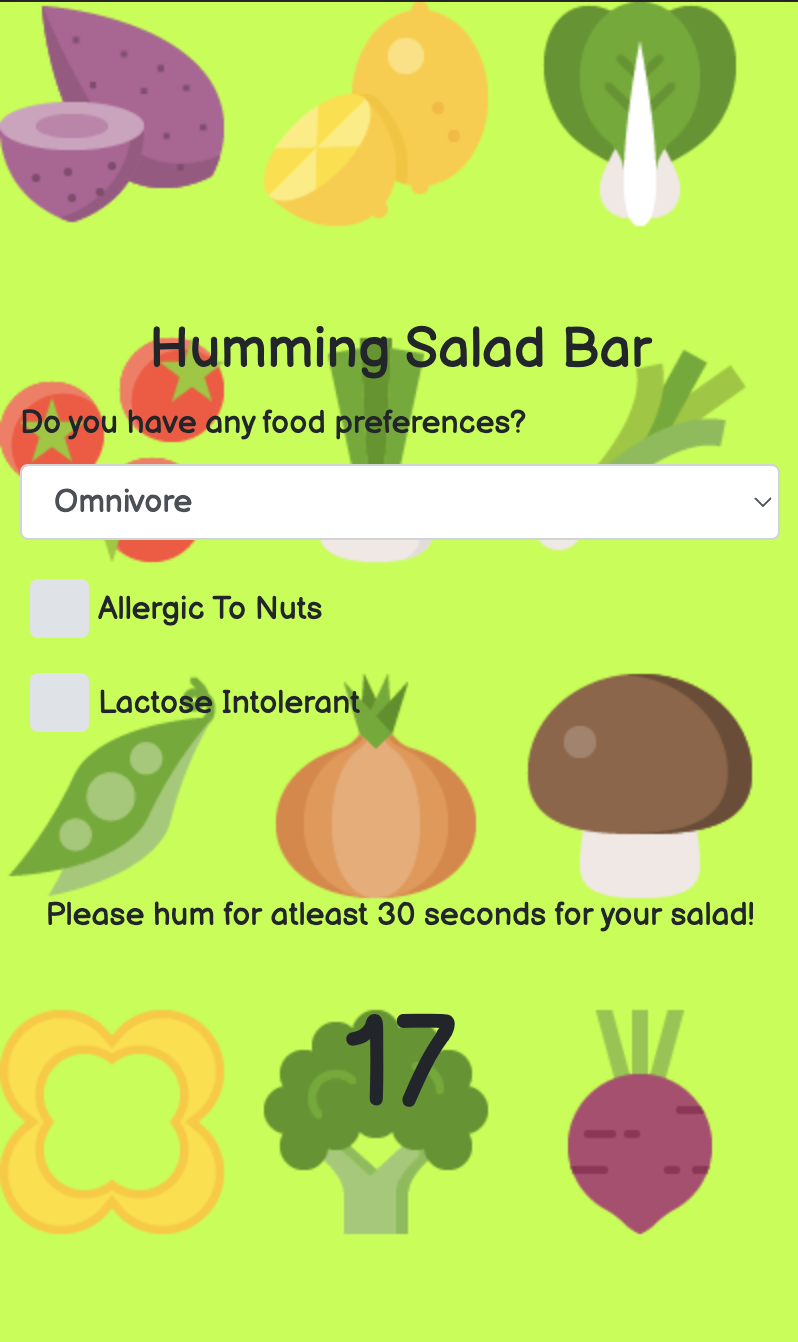 Humming Salad Bar
Do you have any food preferences?
Omnivore
Allergic To Nuts
Lactose Intolerant
Please hum for atleast 30 seconds for your salad!
17